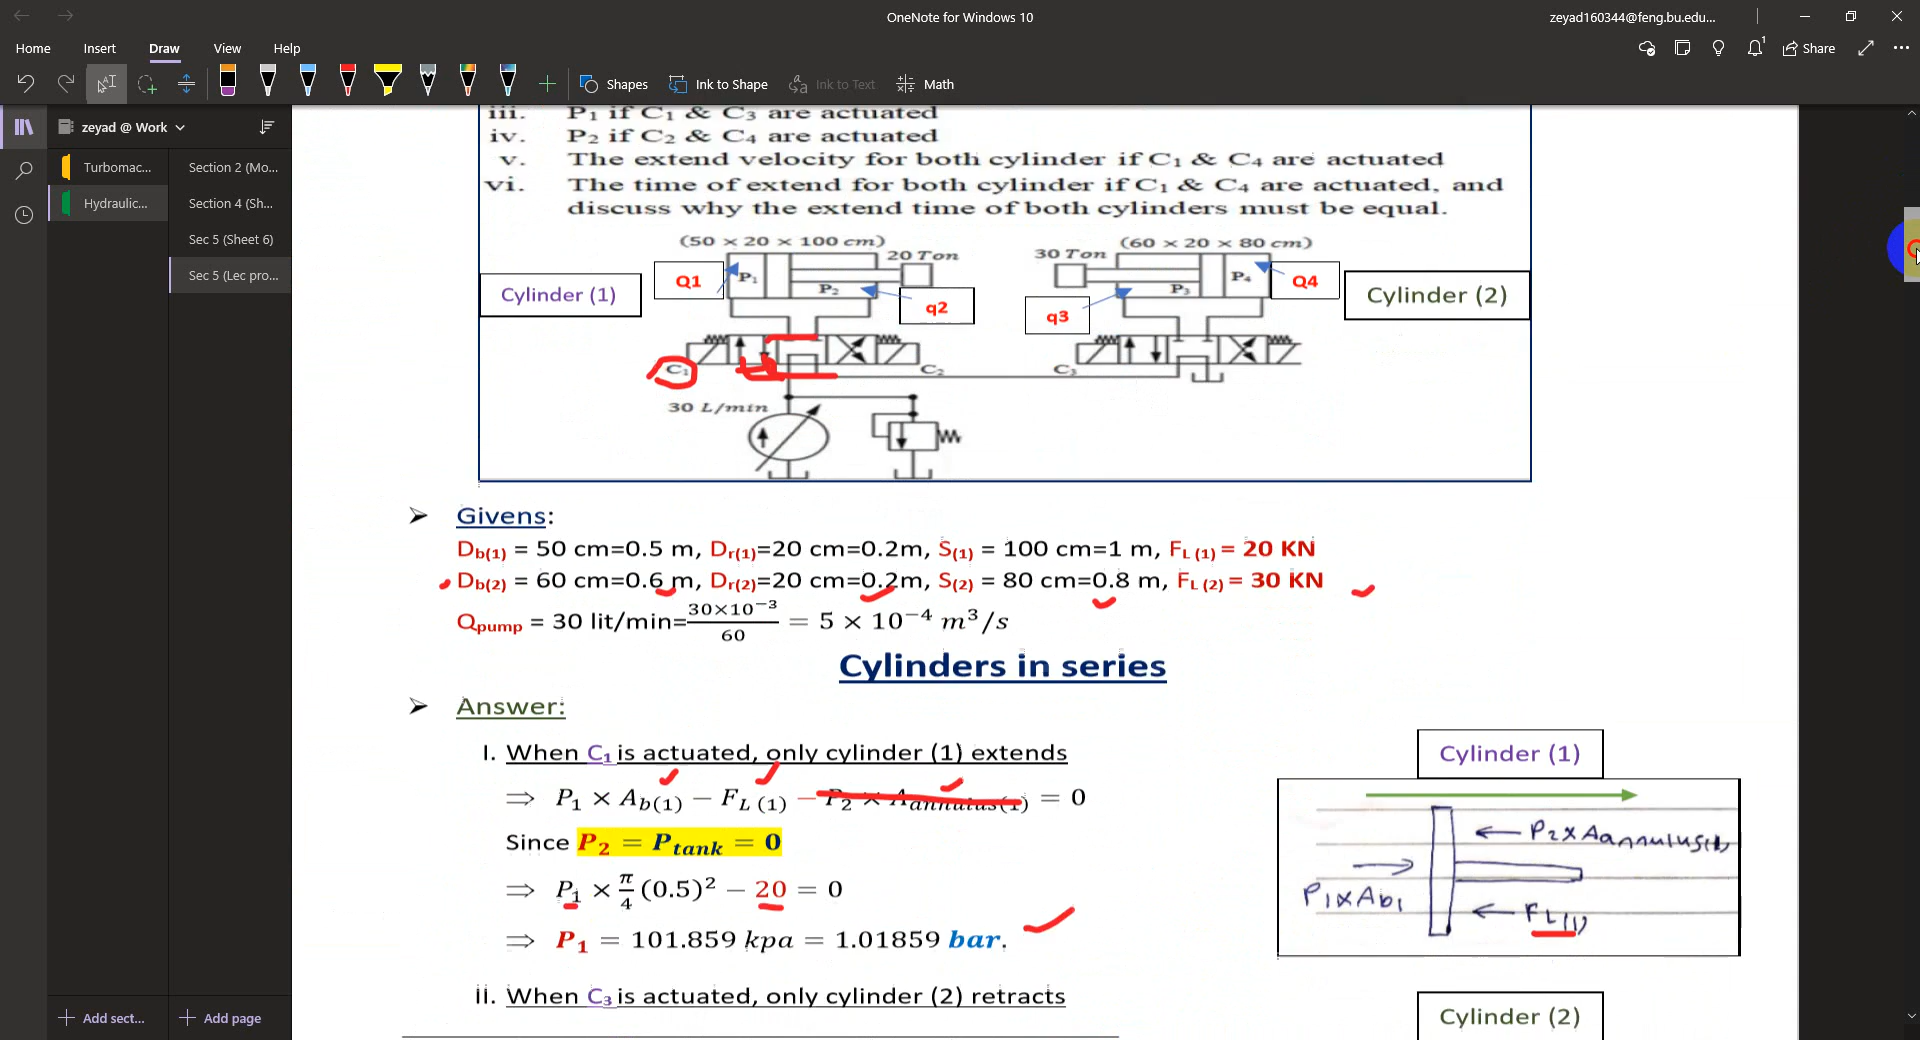 OneNote for Windows 10
zeyad160344@feng.bu.edu...
Home Insert Draw View Help
Share
Shapes Ink to Shape Ink to Text Math
zeyad @ Work
Turbomac...
Hydraulic...
Section 2 (Mo...
Section 4 (Sh...
Sec 5 (Sheet 6)
Sec 5 (Lec pro...
Add sect... Add page
iii. P1 if C1 & C3 are actuated
iv. P2 if C2 & C4 are actuated
v. The extend velocity for both cylinder if C1 & C4 are actuated
vi. The time of extend for both cylinder if C1 & C4 are actuated, and
discuss why the extend time of both cylinders must be equal.
(50 × 20 × 100 cm) (60 × 20 × 80 cm)
20 Ton 30 Ton
Cylinder (1) Q1 P1 P2 q2 q3 P3 P4 Q4 Cylinder (2)
C1 C2 C3
30 L/min
➤ Givens:
Db(1) = 50 cm=0.5 m, Dr(1)=20 cm=0.2m, S(1) = 100 cm=1 m, FL (1) = 20 KN
Db(2) = 60 cm=0.6 m, Dr(2)=20 cm=0.2m, S(2) = 80 cm=0.8 m, FL (2) = 30 KN
Qpump = 30 lit/min=30×10⁻³/60 = 5 × 10⁻⁴ m³/s
Cylinders in series
➤ Answer:
I. When C1 is actuated, only cylinder (1) extends
⇒ P1 × Ab(1) − FL (1) − P2 × Aannulus(1) = 0
Since P2 = Ptank = 0
⇒ P1 × π/4 (0.5)² − 20 = 0
⇒ P1 = 101.859 kpa = 1.01859 bar.
ii. When C3 is actuated, only cylinder (2) retracts
Cylinder (1)
P2×Aannulus(1)
P1×Ab1
FL(1)
Cylinder (2)